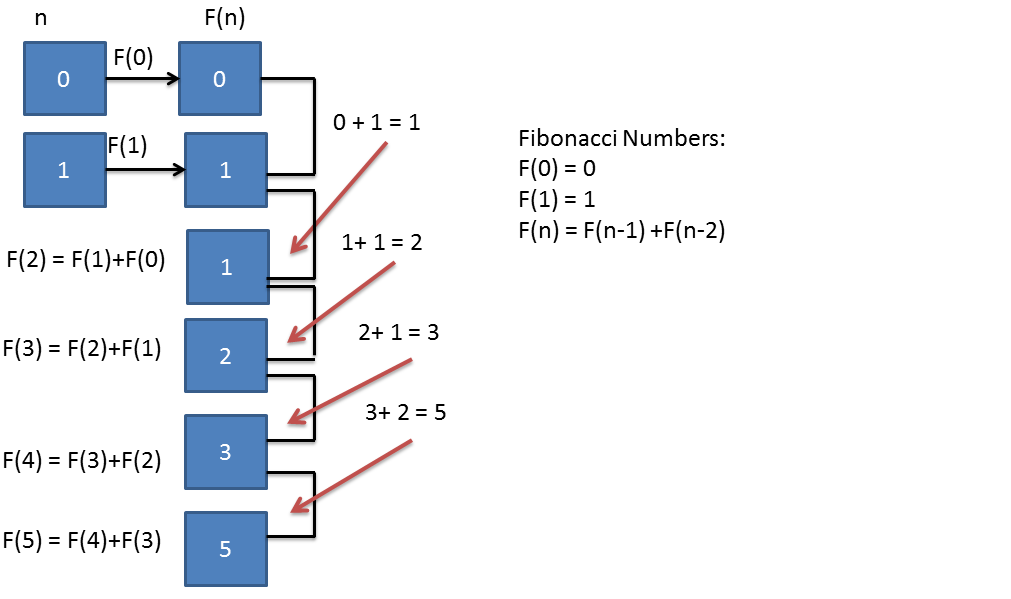 n
F(n)
0
F(0)
0
0 + 1 = 1
1
F(1)
1
Fibonacci Numbers:
F(0) = 0
F(1) = 1
F(n) = F(n-1) +F(n-2)
F(2) = F(1)+F(0)
1
1+ 1 = 2
F(3) = F(2)+F(1)
2
2+ 1 = 3
F(4) = F(3)+F(2)
3
3+ 2 = 5
F(5) = F(4)+F(3)
5